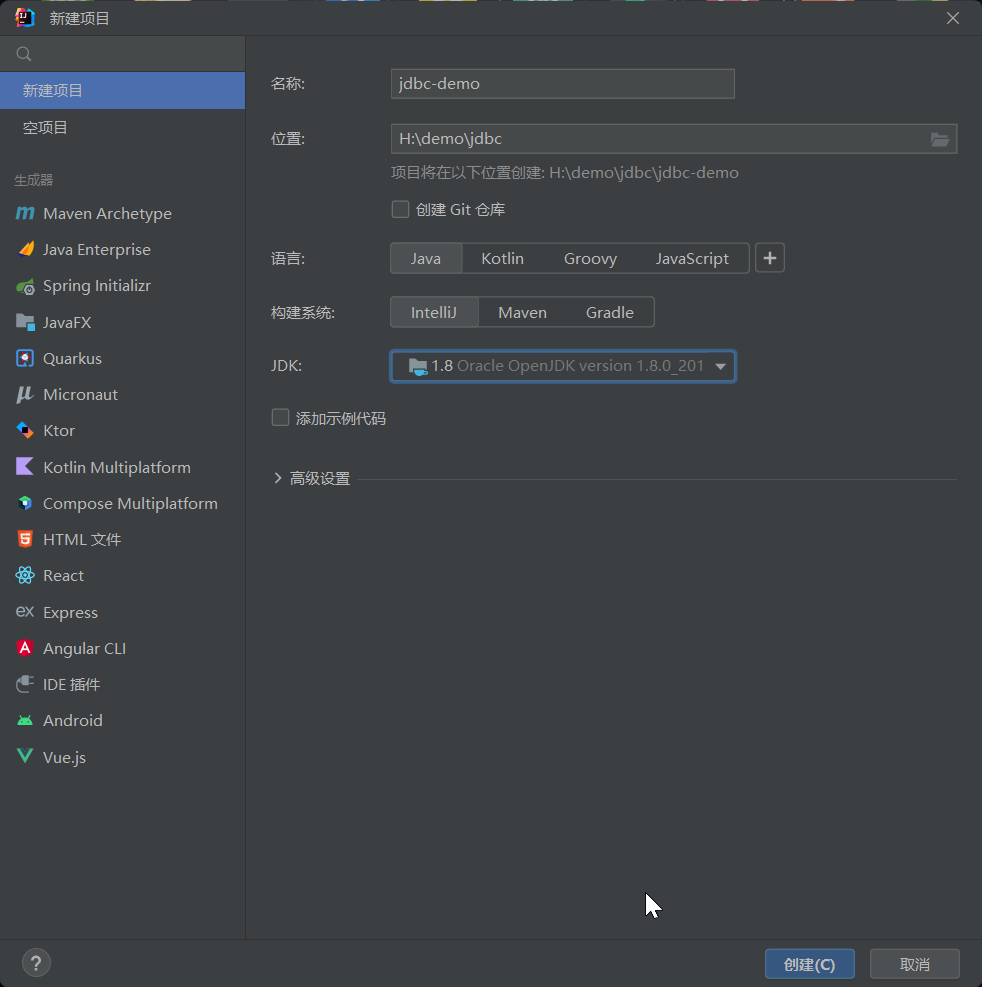 新建项目
新建项目
空项目
生成器
Maven Archetype
Java Enterprise
Spring Initializr
JavaFX
Quarkus
Micronaut
Ktor
Kotlin Multiplatform
Compose Multiplatform
HTML 文件
React
ex Express
Angular CLI
IDE 插件
Android
Vue.js
名称: jdbc-demo
位置: H:\demo\jdbc
项目将在以下位置创建: H:\demo\jdbc\jdbc-demo
创建 Git 仓库
语言: Java Kotlin Groovy JavaScript +
构建系统: IntelliJ Maven Gradle
JDK: 1.8 Oracle OpenJDK version 1.8.0_201
添加示例代码
高级设置
? 创建(C) 取消